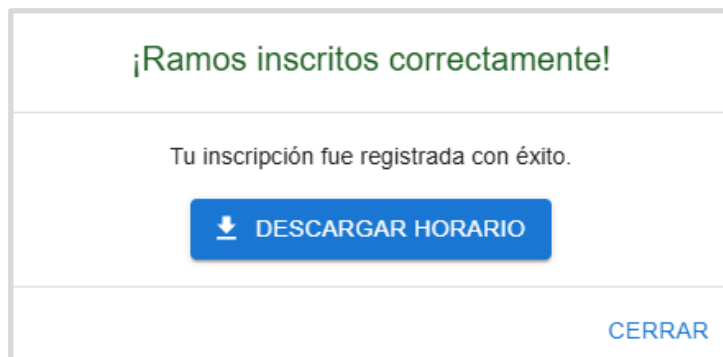 ¡Ramos inscritos correctamente!
Tu inscripción fue registrada con éxito.
DESCARGAR HORARIO
CERRAR